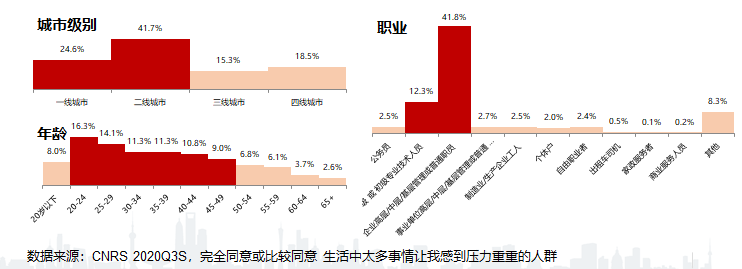 城市级别
24.6%
41.7%
15.3%
18.5%
一线城市
二线城市
三线城市
四线城市
年龄
8.0%
16.3%
14.1%
11.3%
11.3%
10.8%
9.0%
6.8%
6.1%
3.7%
2.6%
20岁以下
20-24
25-29
30-34
35-39
40-44
45-49
50-54
55-59
60-64
65+
职业
2.5%
12.3%
41.8%
2.7%
2.5%
2.0%
2.4%
0.5%
0.1%
0.2%
8.3%
公务员
或 初级专业技术人员
企业高层/中层/基层管理或普通职员
事业单位高层/中层/基层管理或普通…
制造业/生产企业工人
个体户
自由职业者
出租车司机
家政服务者
商业服务人员
其他
数据来源：CNRS 2020Q3S，完全同意或比较同意 生活中太多事情让我感到压力重重的人群